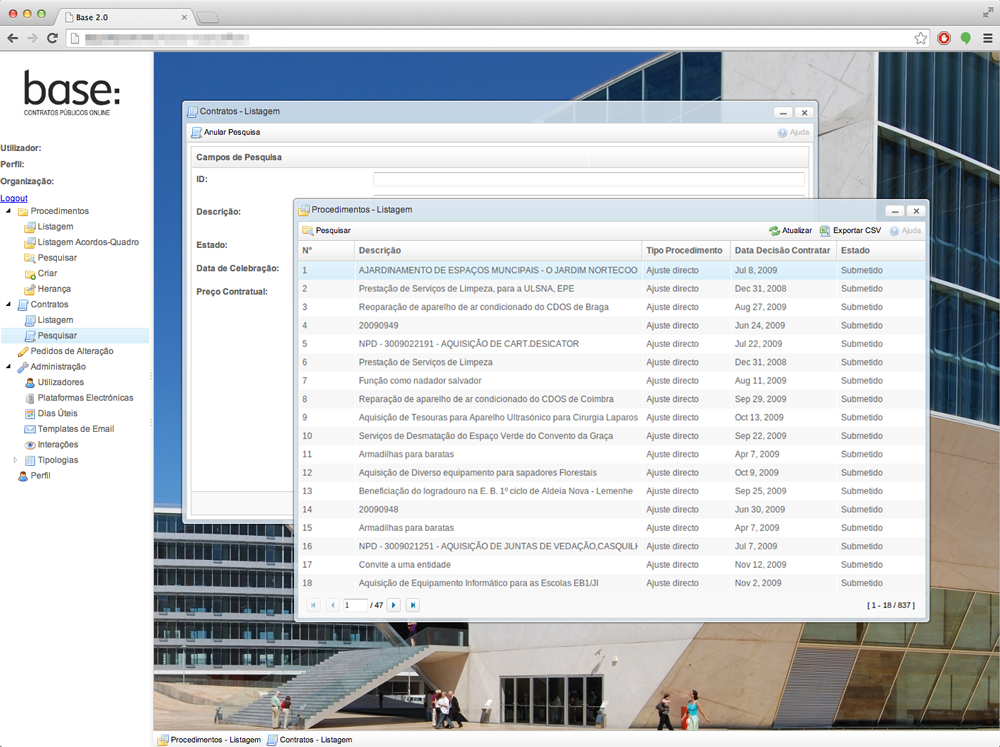 Base 2.0
base:
CONTRATOS PÚBLICOS ONLINE
Utilizador:
Perfil:
Organização:
Logout
Procedimentos
Listagem
Listagem Acordos-Quadro
Pesquisar
Criar
Herança
Contratos
Listagem
Pesquisar
Pedidos de Alteração
Administração
Utilizadores
Plataformas Electrónicas
Dias Úteis
Templates de Email
Interações
Tipologias
Perfil
Contratos - Listagem
Anular Pesquisa Ajuda
Campos de Pesquisa
ID:
Descrição:
Estado:
Data de Celebração:
Preço Contratual:
Procedimentos - Listagem
Pesquisar Atualizar Exportar CSV Ajuda
Nº Descrição Tipo Procedimento Data Decisão Contratar Estado
1 AJARDINAMENTO DE ESPAÇOS MUNCIPAIS - O JARDIM NORTECOO Ajuste directo Jul 8, 2009 Submetido
2 Prestação de Serviços de Limpeza, para a ULSNA, EPE Ajuste directo Dec 31, 2008 Submetido
3 Reoparação de aparelho de ar condicionado do CDOS de Braga Ajuste directo Aug 27, 2009 Submetido
4 20090949 Ajuste directo Jun 24, 2009 Submetido
5 NPD - 3009022191 - AQUISIÇÃO DE CART.DESICATOR Ajuste directo Jul 22, 2009 Submetido
6 Prestação de Serviços de Limpeza Ajuste directo Dec 31, 2008 Submetido
7 Função como nadador salvador Ajuste directo Aug 11, 2009 Submetido
8 Reparação de aparelho de ar condicionado do CDOS de Coimbra Ajuste directo Sep 29, 2009 Submetido
9 Aquisição de Tesouras para Aparelho Ultrasónico para Cirurgia Laparos Ajuste directo Oct 13, 2009 Submetido
10 Serviços de Desmatação do Espaço Verde do Convento da Graça Ajuste directo Sep 22, 2009 Submetido
11 Armadilhas para baratas Ajuste directo Apr 7, 2009 Submetido
12 Aquisição de Diverso equipamento para sapadores Florestais Ajuste directo Oct 9, 2009 Submetido
13 Beneficiação do logradouro na E. B. 1º ciclo de Aldeia Nova - Lemenhe Ajuste directo Sep 25, 2009 Submetido
14 20090948 Ajuste directo Jun 30, 2009 Submetido
15 Armadilhas para baratas Ajuste directo Apr 7, 2009 Submetido
16 NPD - 3009021251 - AQUISIÇÃO DE JUNTAS DE VEDAÇÃO,CASQUILH Ajuste directo Jul 7, 2009 Submetido
17 Convite a uma entidade Ajuste directo Nov 12, 2009 Submetido
18 Aquisição de Equipamento Informático para as Escolas EB1/JI Ajuste directo Nov 2, 2009 Submetido
1 / 47 [ 1 - 18 / 837 ]
Procedimentos - Listagem Contratos - Listagem